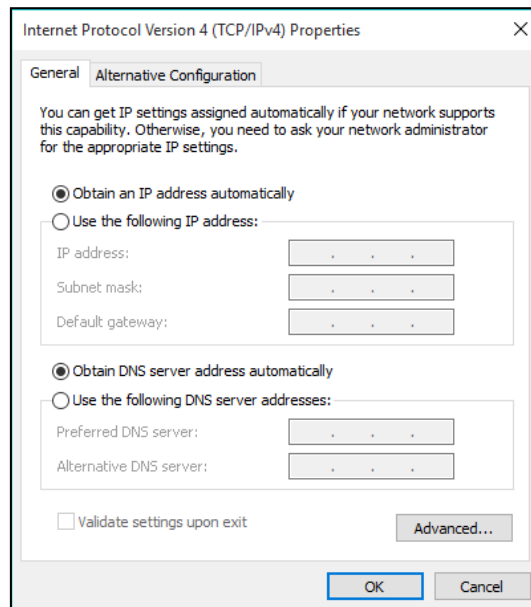 Internet Protocol Version 4 (TCP/IPv4) Properties
General Alternative Configuration
You can get IP settings assigned automatically if your network supports
this capability. Otherwise, you need to ask your network administrator
for the appropriate IP settings.
Obtain an IP address automatically
Use the following IP address:
IP address:
Subnet mask:
Default gateway:
Obtain DNS server address automatically
Use the following DNS server addresses:
Preferred DNS server:
Alternative DNS server:
Validate settings upon exit
Advanced...
OK Cancel